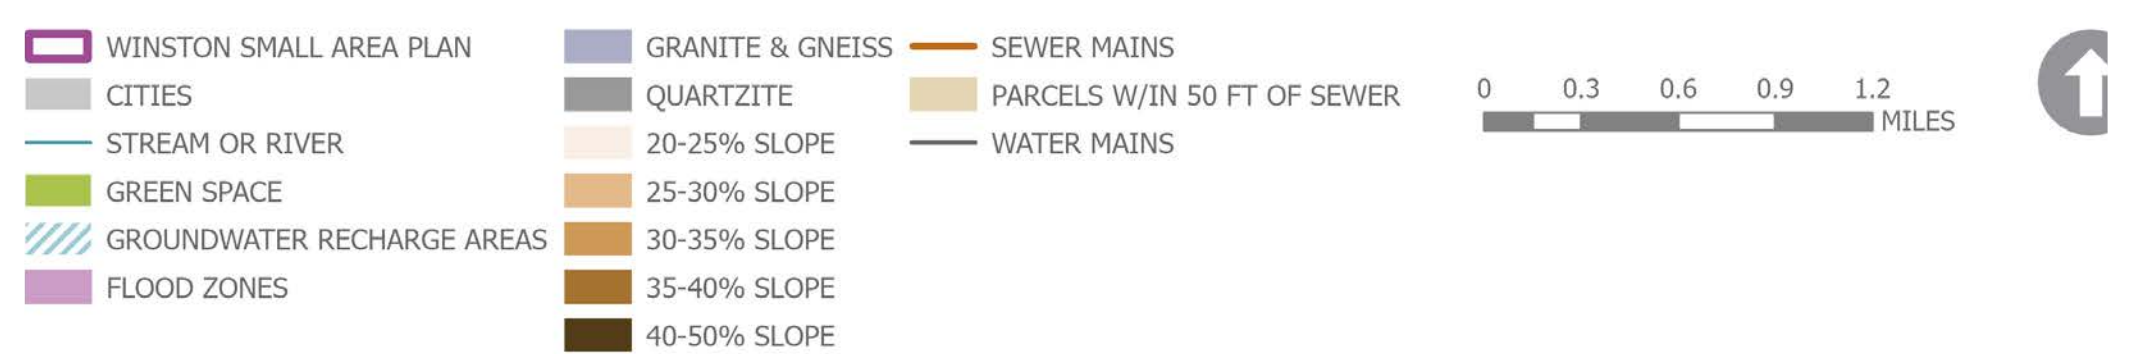 WINSTON SMALL AREA PLAN
CITIES
STREAM OR RIVER
GREEN SPACE
GROUNDWATER RECHARGE AREAS
FLOOD ZONES
GRANITE & GNEISS
QUARTZITE
20-25% SLOPE
25-30% SLOPE
30-35% SLOPE
35-40% SLOPE
40-50% SLOPE
SEWER MAINS
PARCELS W/IN 50 FT OF SEWER
WATER MAINS
0 0.3 0.6 0.9 1.2
MILES